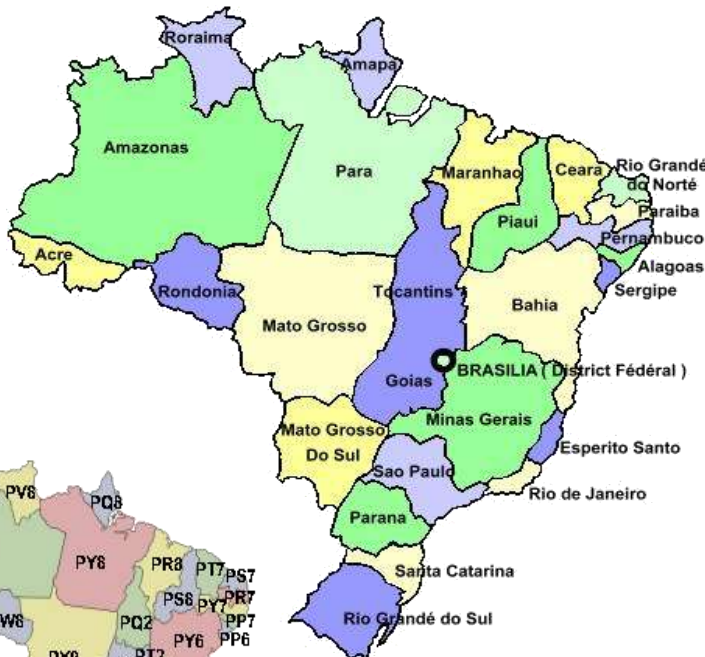 Roraima
Amapa
Amazonas
Para
Maranhao
Ceara
Rio Grandé
do Norté
Piaui
Paraiba
Pernambuco
Acre
Alagoas
Rondonia
Tocantins
Sergipe
Bahia
Mato Grosso
BRASILIA ( District Fédéral )
Goias
Minas Gerais
Mato Grosso
Do Sul
Esperito Santo
Sao Paulo
Rio de Janeiro
Parana
Santa Catarina
Rio Grandé do Sul
PV8
PQ8
PY8
PR8
PT7
PS7
PS8
PY7
PR7
W8
PQ2
PP7
PY6
PP6